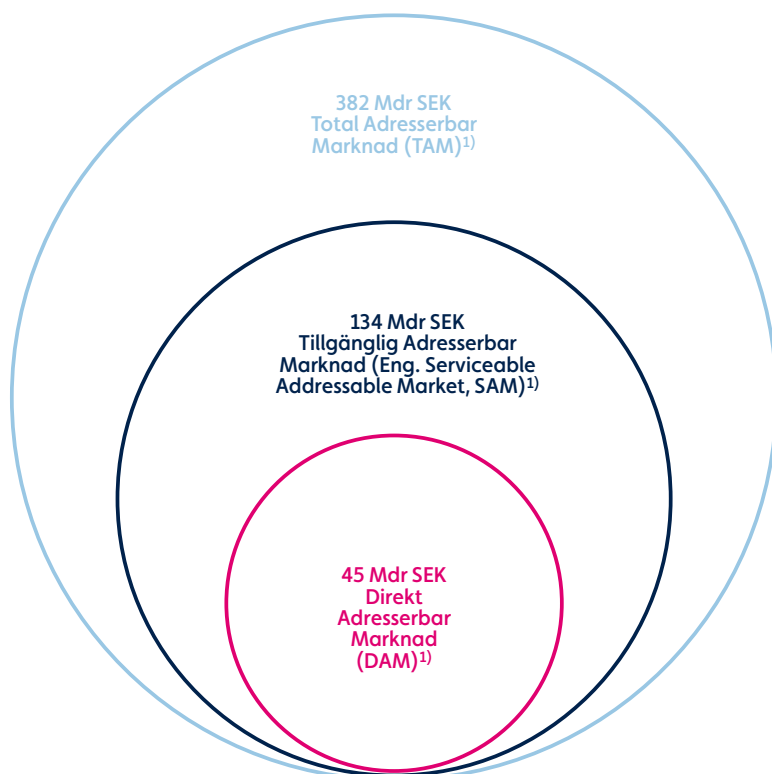 382 Mdr SEK
Total Adresserbar
Marknad (TAM)¹⁾
134 Mdr SEK
Tillgänglig Adresserbar
Marknad (Eng. Serviceable
Addressable Market, SAM)¹⁾
45 Mdr SEK
Direkt
Adresserbar
Marknad
(DAM)¹⁾